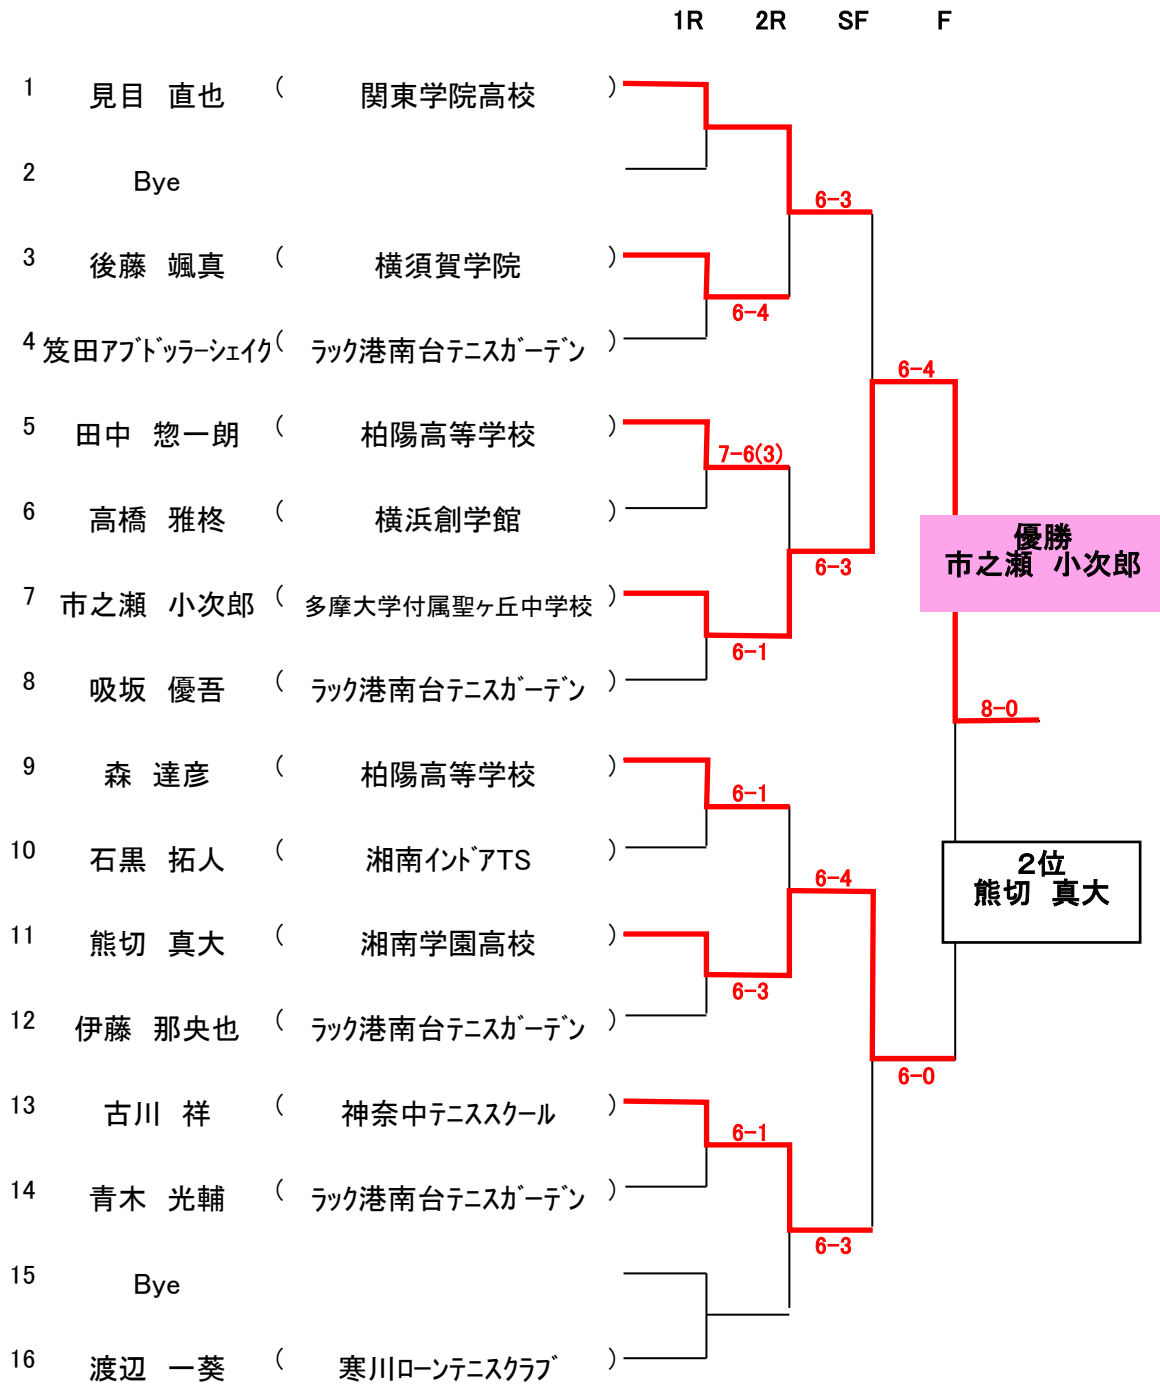 1R 2R SF F
1 見目 直也 ( 関東学院高校 )
2 Bye
6-3
3 後藤 颯真 ( 横須賀学院 )
6-4
4 笈田アブドゥラーシェイク ( ラック港南台テニスガーデン )
6-4
5 田中 惣一朗 ( 柏陽高等学校 )
7-6(3)
6 高橋 雅柊 ( 横浜創学館 )
優勝
市之瀬 小次郎
6-3
7 市之瀬 小次郎 ( 多摩大学付属聖ヶ丘中学校 )
6-1
8 吸坂 優吾 ( ラック港南台テニスガーデン )
8-0
9 森 達彦 ( 柏陽高等学校 )
6-1
10 石黒 拓人 ( 湘南インドアTS )
2位
熊切 真大
6-4
11 熊切 真大 ( 湘南学園高校 )
6-3
12 伊藤 那央也 ( ラック港南台テニスガーデン )
6-0
13 古川 祥 ( 神奈中テニススクール )
6-1
14 青木 光輔 ( ラック港南台テニスガーデン )
6-3
15 Bye
16 渡辺 一葵 ( 寒川ローンテニスクラブ )